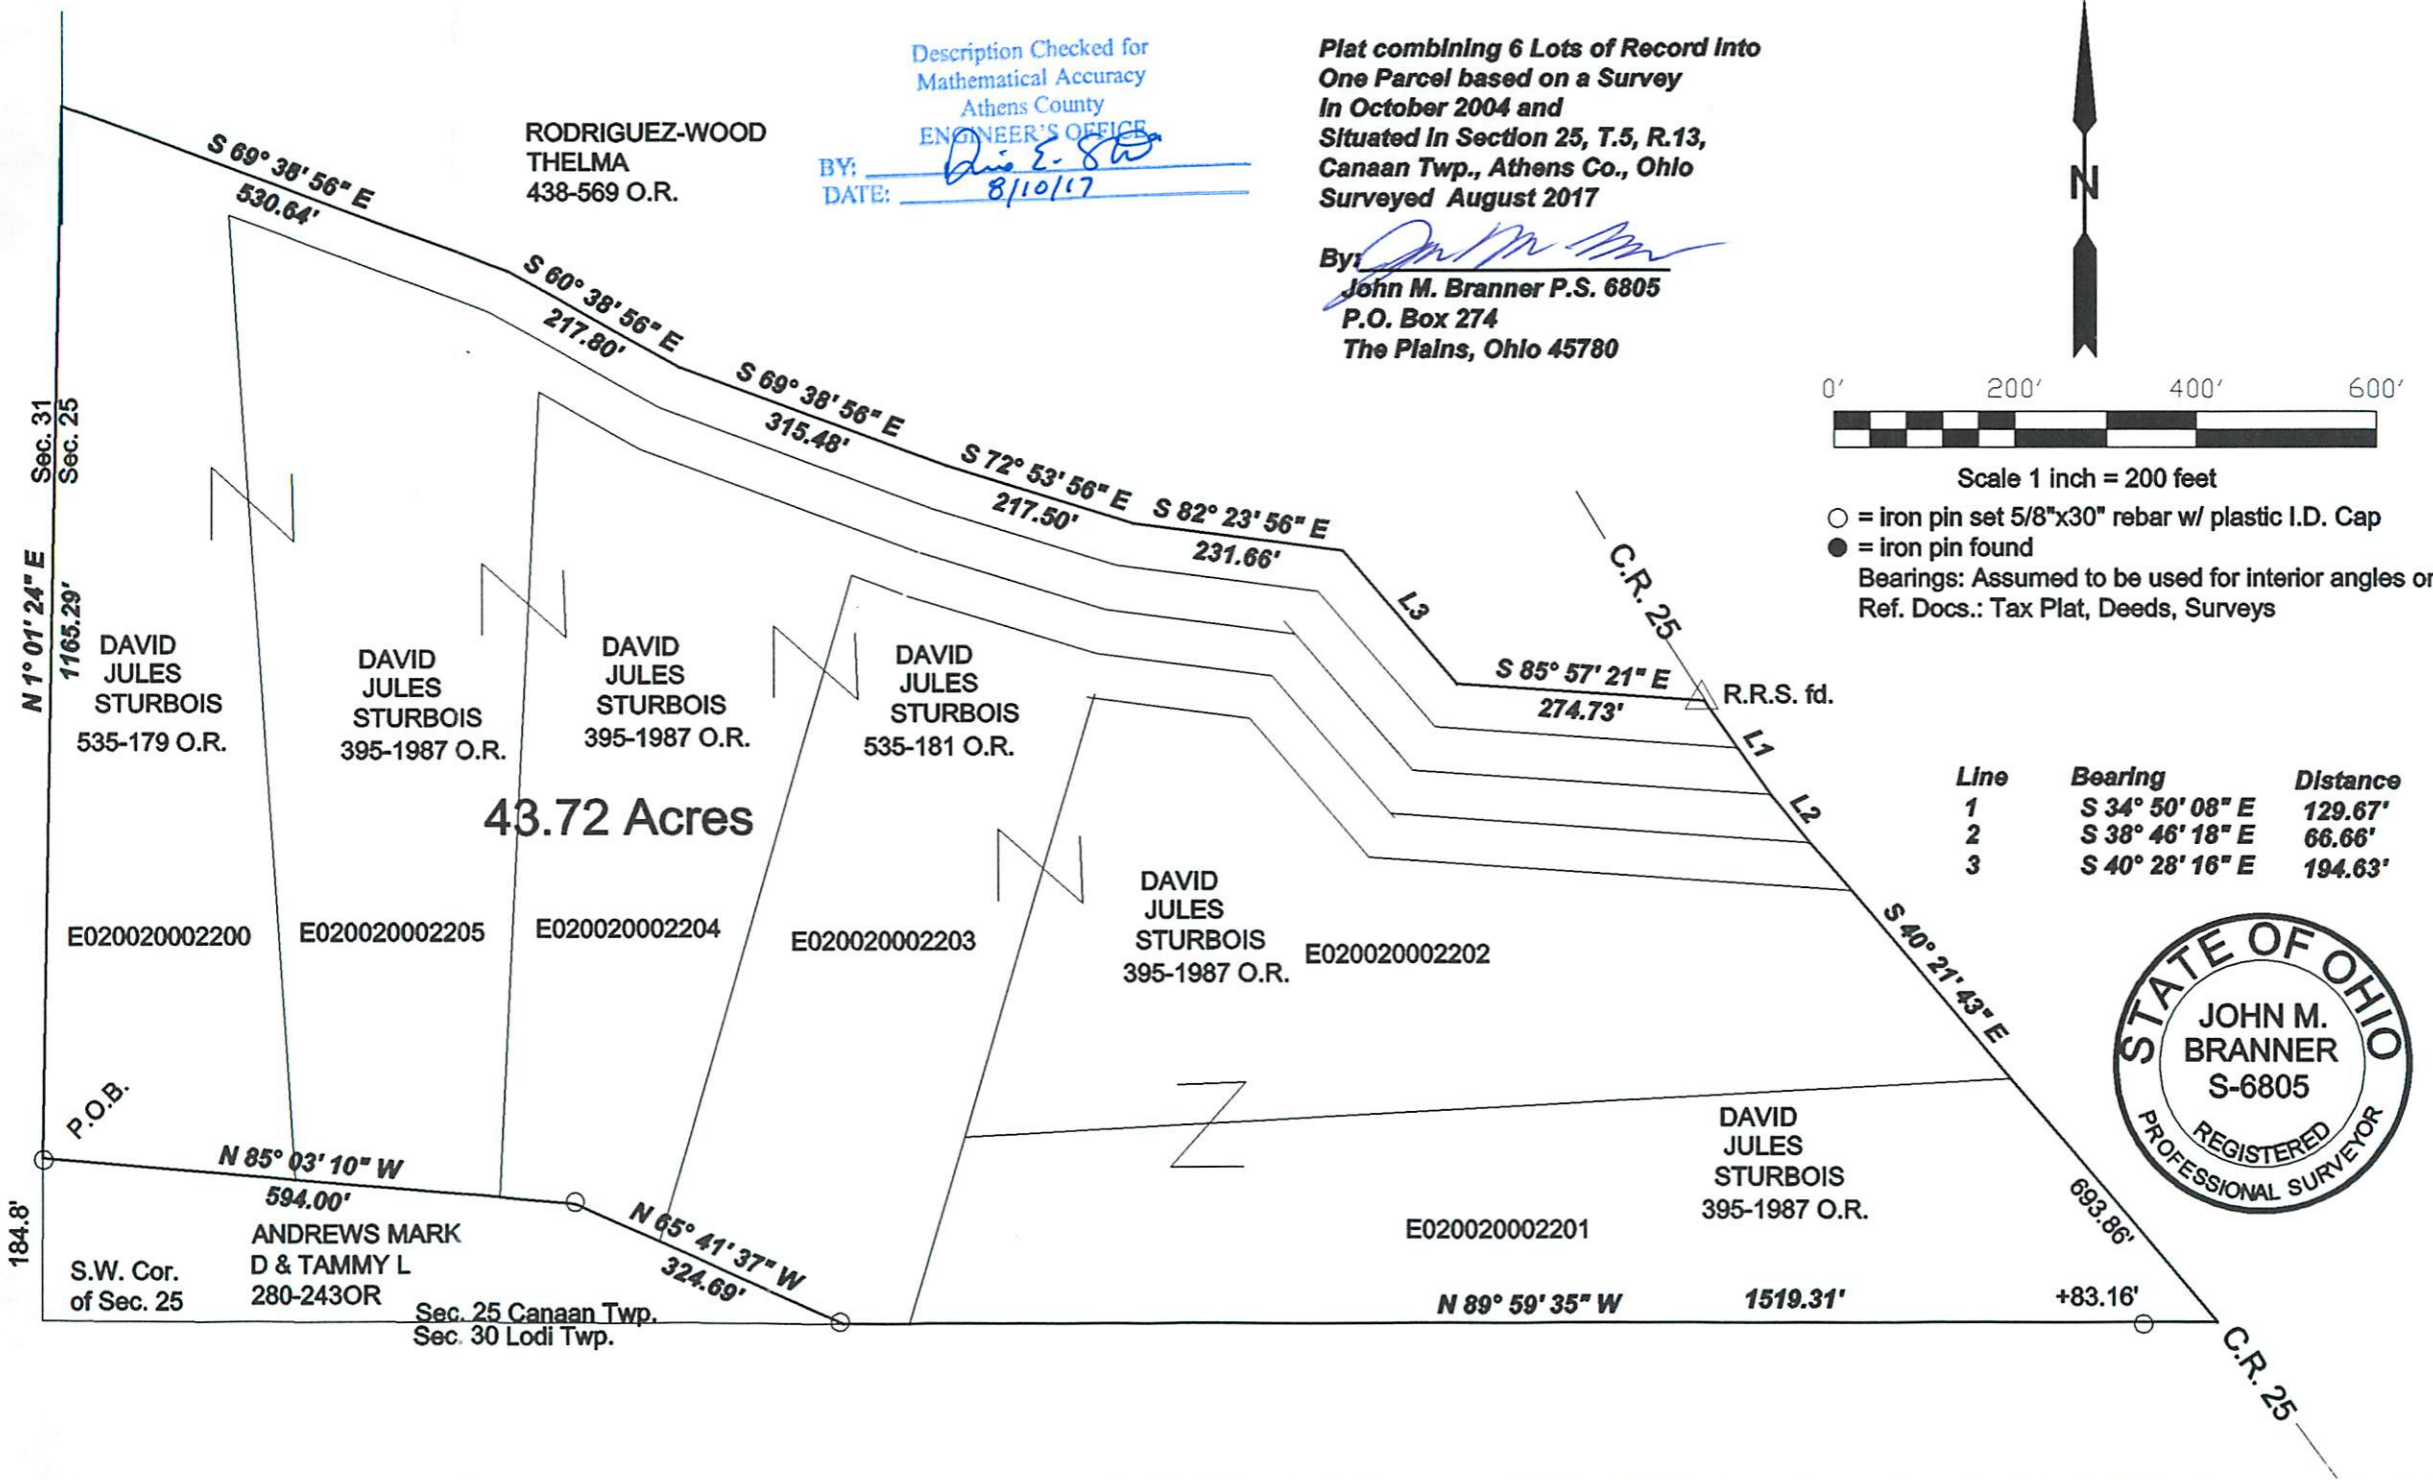 Description Checked for
Mathematical Accuracy
Athens County
ENGINEER'S OFFICE
BY:
DATE: 8/10/17
Plat combining 6 Lots of Record into
One Parcel based on a Survey
In October 2004 and
Situated in Section 25, T.5, R.13,
Canaan Twp., Athens Co., Ohio
Surveyed August 2017
By:
John M. Branner P.S. 6805
P.O. Box 274
The Plains, Ohio 45780
N
0' 200' 400' 600'
Scale 1 inch = 200 feet
= iron pin set 5/8"x30" rebar w/ plastic I.D. Cap
= iron pin found
Bearings: Assumed to be used for interior angles or
Ref. Docs.: Tax Plat, Deeds, Surveys
RODRIGUEZ-WOOD
THELMA
438-569 O.R.
S 69° 38' 56" E
530.64'
S 60° 38' 56" E
217.80'
S 69° 38' 56" E
315.48'
S 72° 53' 56" E
217.50'
S 82° 23' 56" E
231.66'
L3
S 85° 57' 21" E
274.73'
C.R. 25
R.R.S. fd.
L1
L2
Line Bearing Distance
1 S 34° 50' 08" E 129.67'
2 S 38° 46' 18" E 66.66'
3 S 40° 28' 16" E 194.63'
Sec. 31
Sec. 25
N 1° 01' 24" E
1165.29'
DAVID
JULES
STURBOIS
535-179 O.R.
DAVID
JULES
STURBOIS
395-1987 O.R.
DAVID
JULES
STURBOIS
395-1987 O.R.
DAVID
JULES
STURBOIS
535-181 O.R.
43.72 Acres
DAVID
JULES
STURBOIS
395-1987 O.R.
E020020002200
E020020002205
E020020002204
E020020002203
E020020002202
S 40° 21' 43" E
693.86'
STATE OF OHIO
JOHN M.
BRANNER
S-6805
REGISTERED
PROFESSIONAL SURVEYOR
P.O.B.
N 85° 03' 10" W
594.00'
184.8'
S.W. Cor.
of Sec. 25
ANDREWS MARK
D & TAMMY L
280-243OR
N 65° 41' 37" W
324.69'
Sec. 25 Canaan Twp.
Sec. 30 Lodi Twp.
DAVID
JULES
STURBOIS
395-1987 O.R.
E020020002201
N 89° 59' 35" W 1519.31' +83.16'
C.R. 25